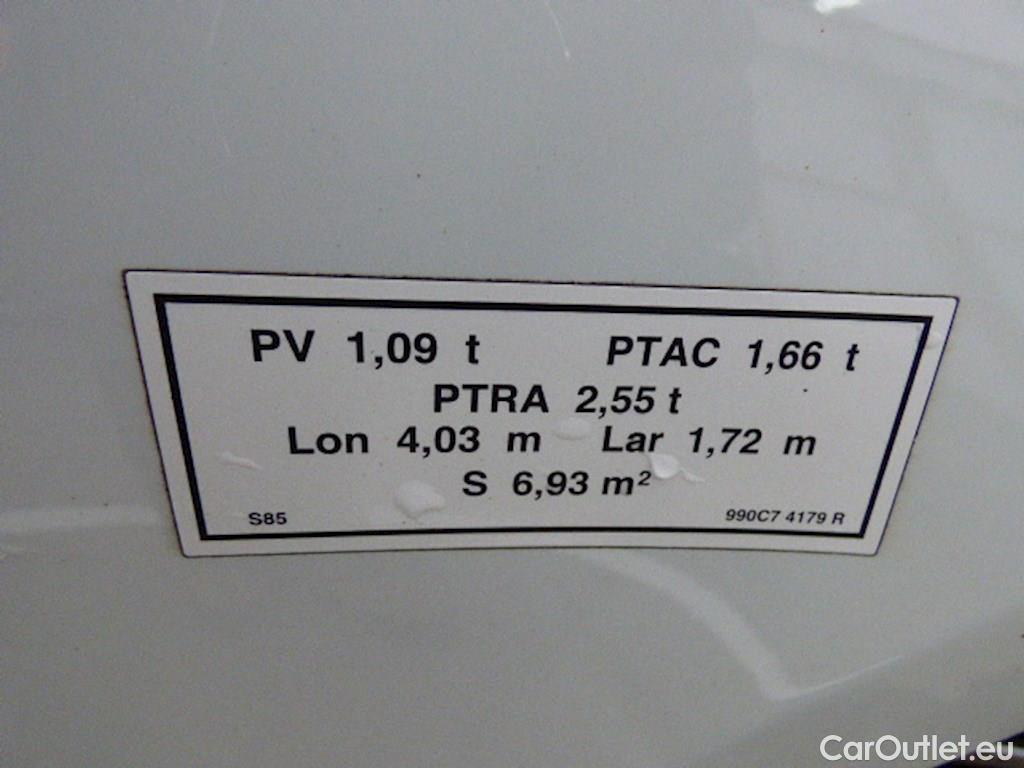 PV 1,09 t PTAC 1,66 t
PTRA 2,55 t
Lon 4,03 m Lar 1,72 m
S 6,93 m²
S85 990C7 4179 R
CarOutlet.eu